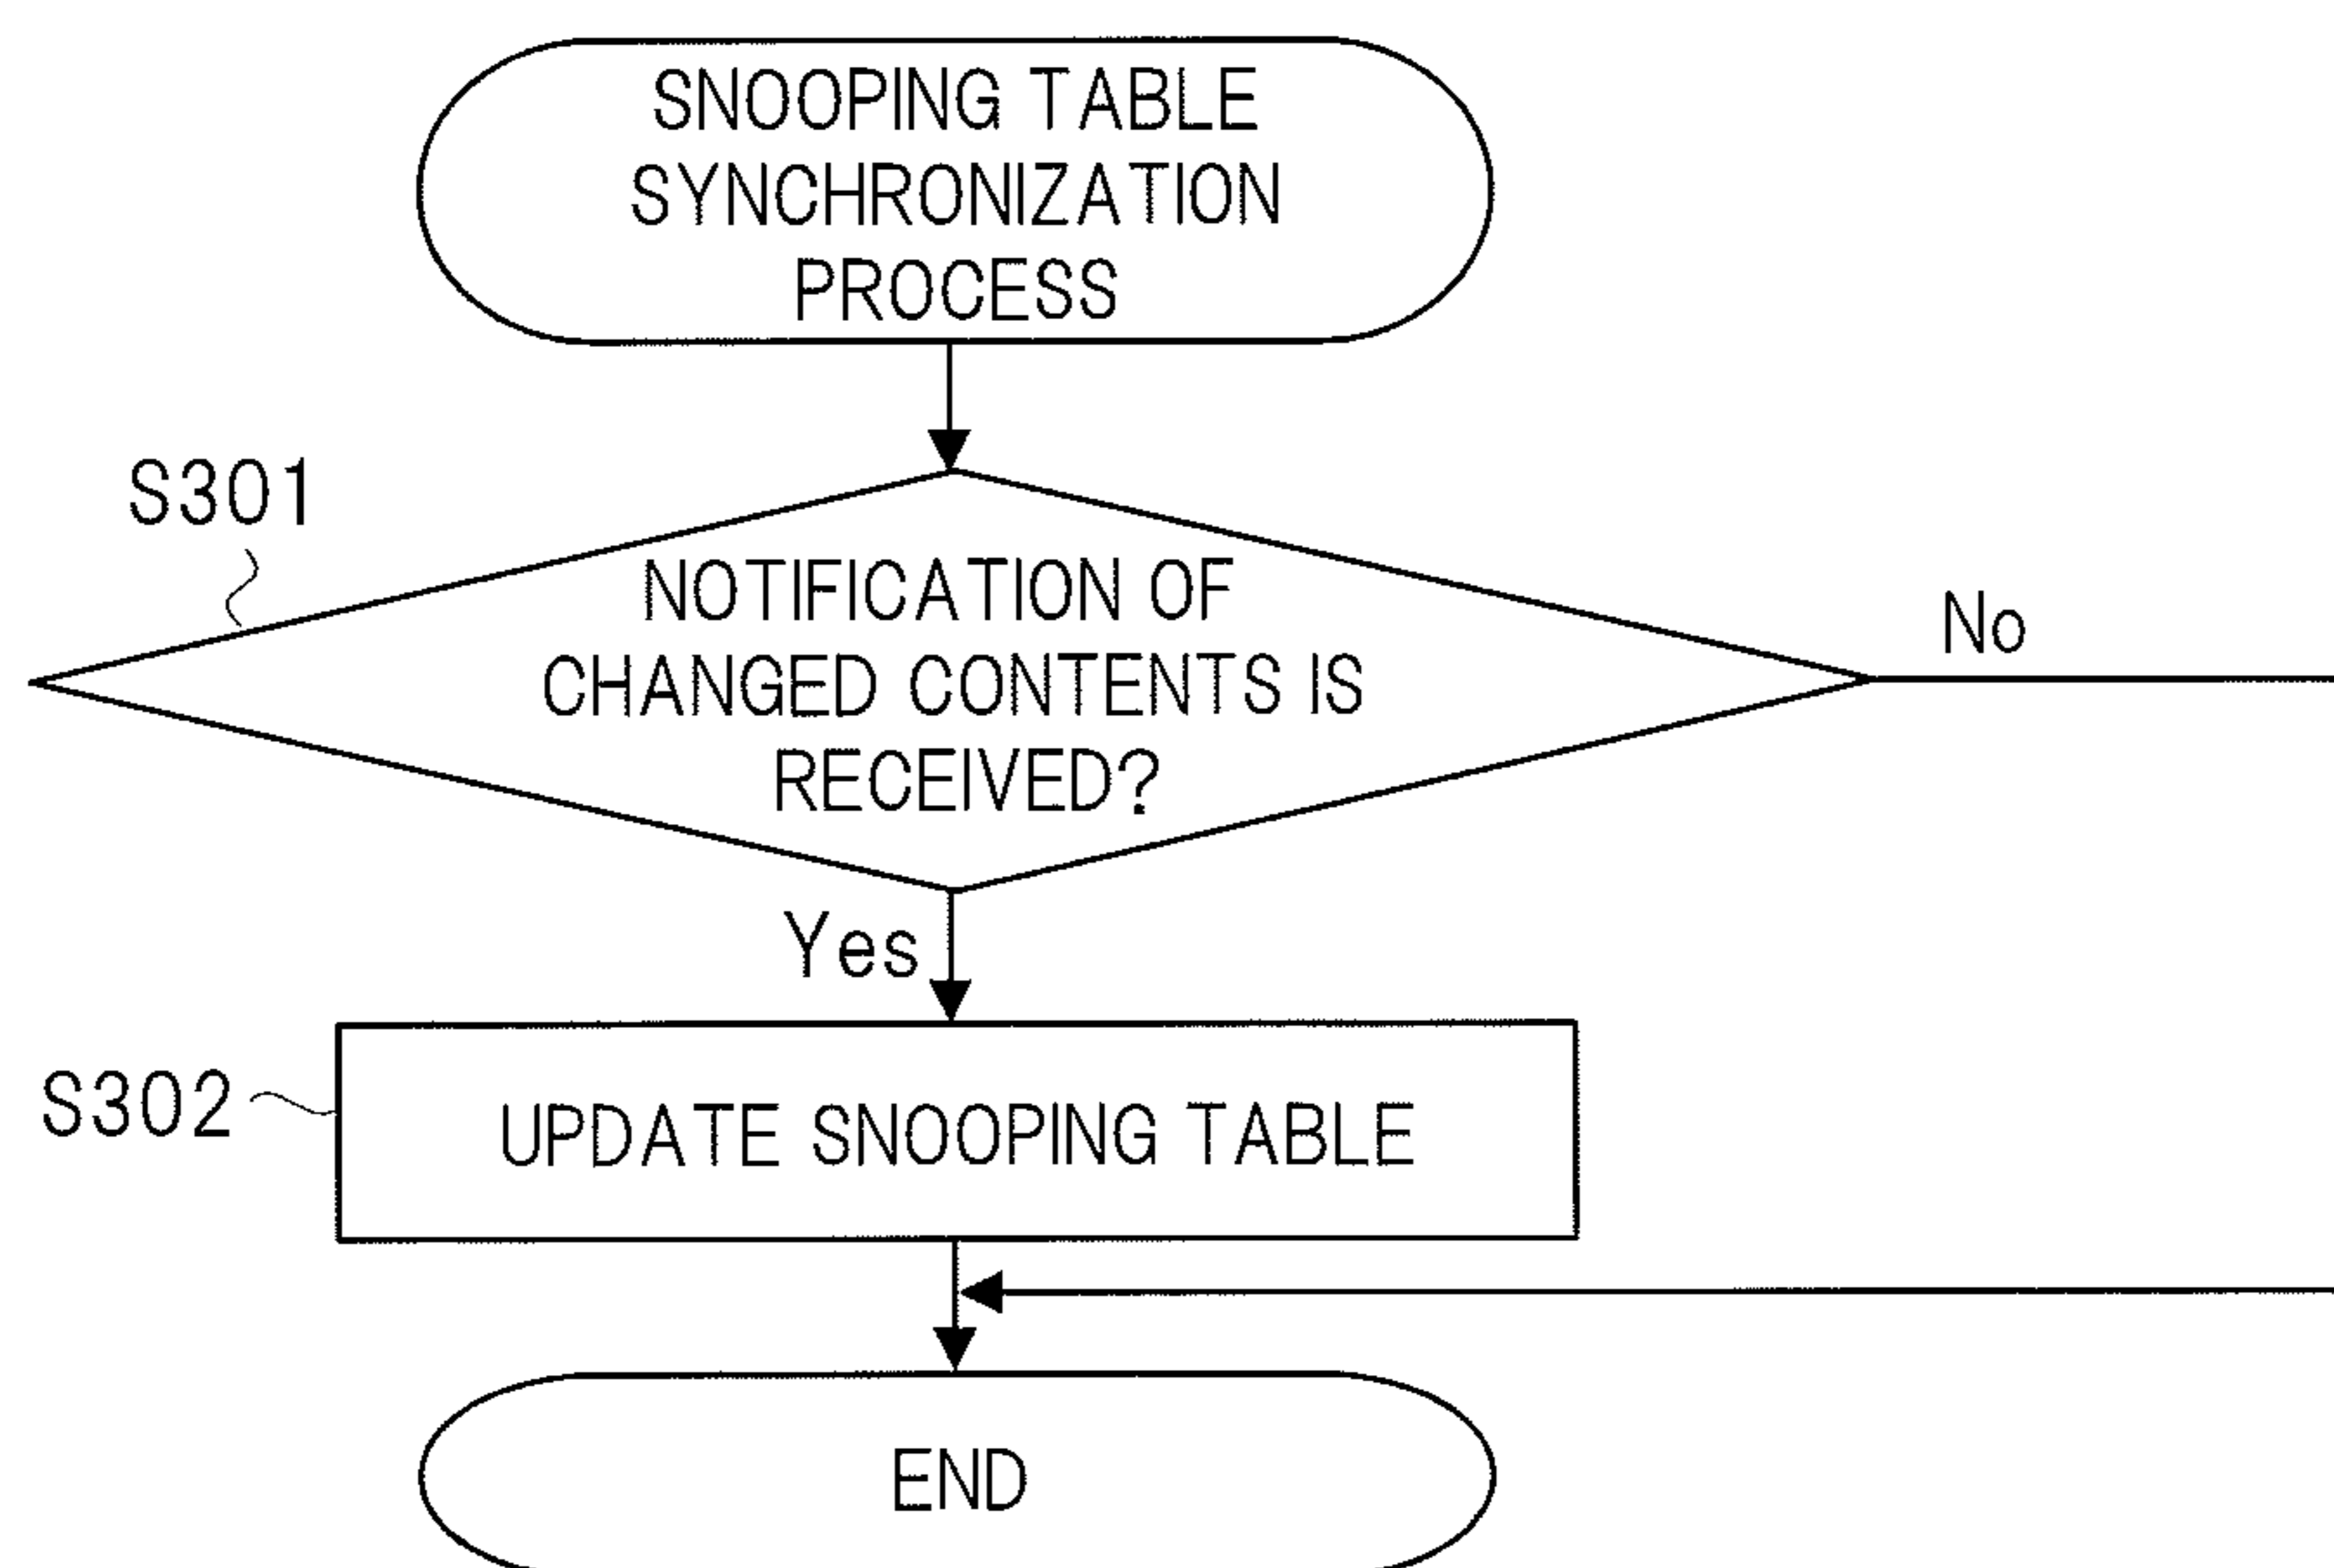 SNOOPING TABLE
SYNCHRONIZATION
PROCESS
S301
NOTIFICATION OF
CHANGED CONTENTS IS
RECEIVED?
No
Yes
S302
UPDATE SNOOPING TABLE
END